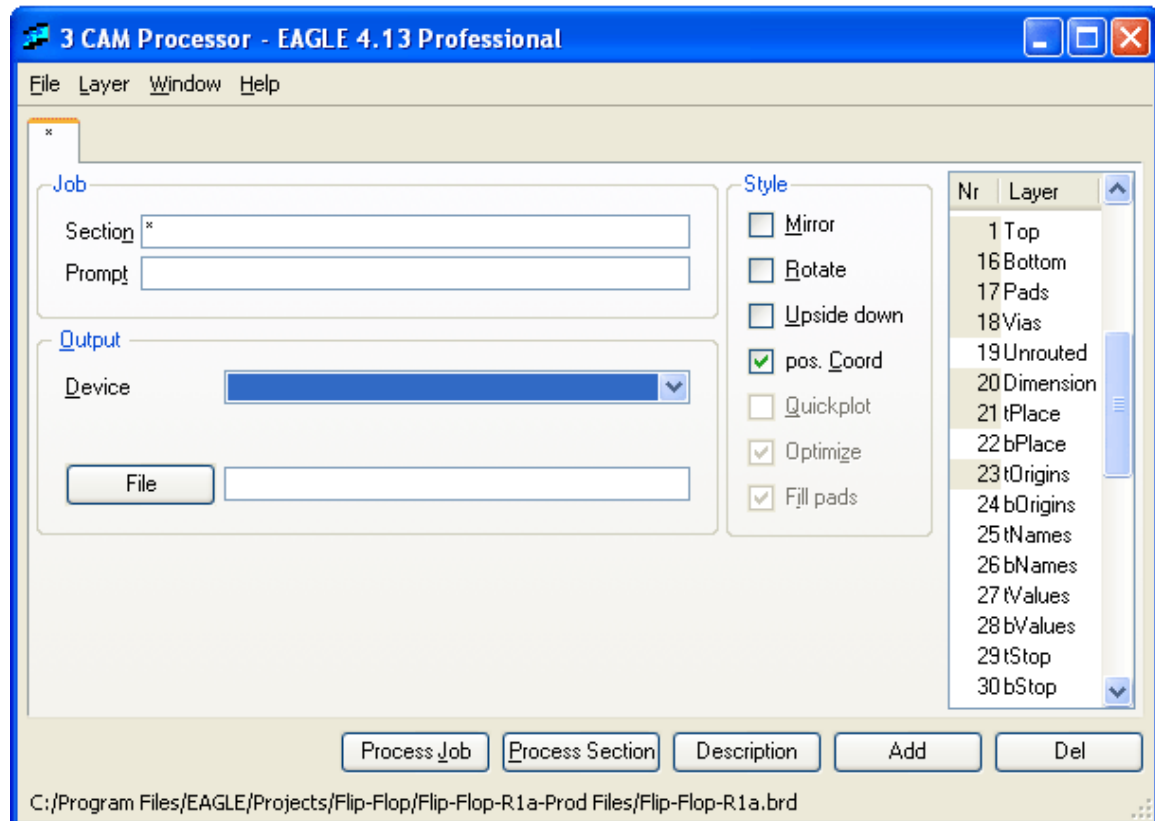 3 CAM Processor - EAGLE 4.13 Professional
File Layer Window Help
*
Job
Section *
Prompt
Output
Device
File
Style
Mirror
Rotate
Upside down
pos. Coord
Quickplot
Optimize
Fill pads
Nr Layer
1 Top
16 Bottom
17 Pads
18 Vias
19 Unrouted
20 Dimension
21 tPlace
22 bPlace
23 tOrigins
24 bOrigins
25 tNames
26 bNames
27 tValues
28 bValues
29 tStop
30 bStop
Process Job Process Section Description Add Del
C:/Program Files/EAGLE/Projects/Flip-Flop/Flip-Flop-R1a-Prod Files/Flip-Flop-R1a.brd